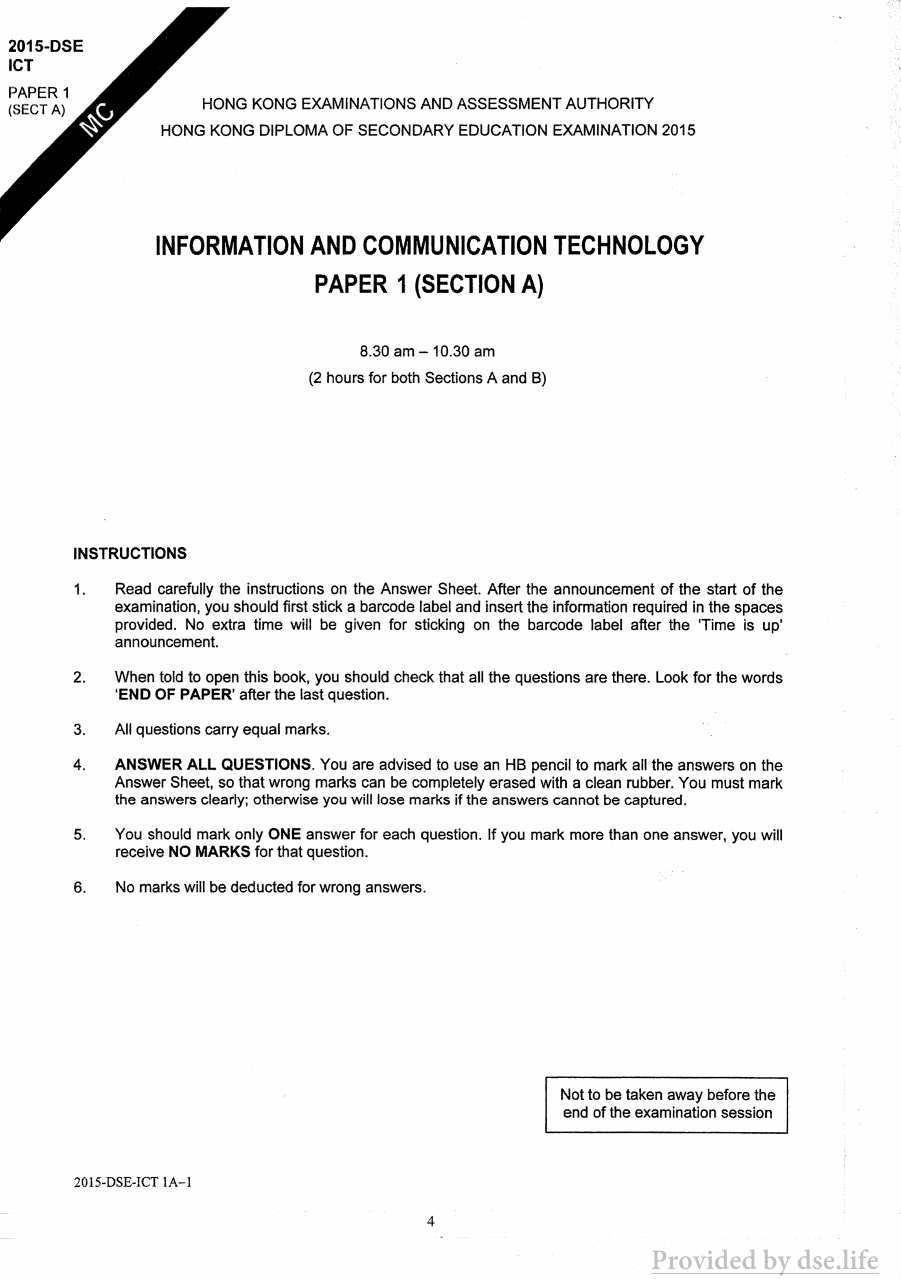 2015-DSE
ICT
PAPER 1
(SECT A)
MC
HONG KONG EXAMINATIONS AND ASSESSMENT AUTHORITY
HONG KONG DIPLOMA OF SECONDARY EDUCATION EXAMINATION 2015
INFORMATION AND COMMUNICATION TECHNOLOGY
PAPER 1 (SECTION A)
8.30 am – 10.30 am
(2 hours for both Sections A and B)
INSTRUCTIONS
1. Read carefully the instructions on the Answer Sheet. After the announcement of the start of the
examination, you should first stick a barcode label and insert the information required in the spaces
provided. No extra time will be given for sticking on the barcode label after the 'Time is up'
announcement.
2. When told to open this book, you should check that all the questions are there. Look for the words
'END OF PAPER' after the last question.
3. All questions carry equal marks.
4. ANSWER ALL QUESTIONS. You are advised to use an HB pencil to mark all the answers on the
Answer Sheet, so that wrong marks can be completely erased with a clean rubber. You must mark
the answers clearly; otherwise you will lose marks if the answers cannot be captured.
5. You should mark only ONE answer for each question. If you mark more than one answer, you will
receive NO MARKS for that question.
6. No marks will be deducted for wrong answers.
Not to be taken away before the
end of the examination session
2015-DSE-ICT 1A–1
4
Provided by dse.life